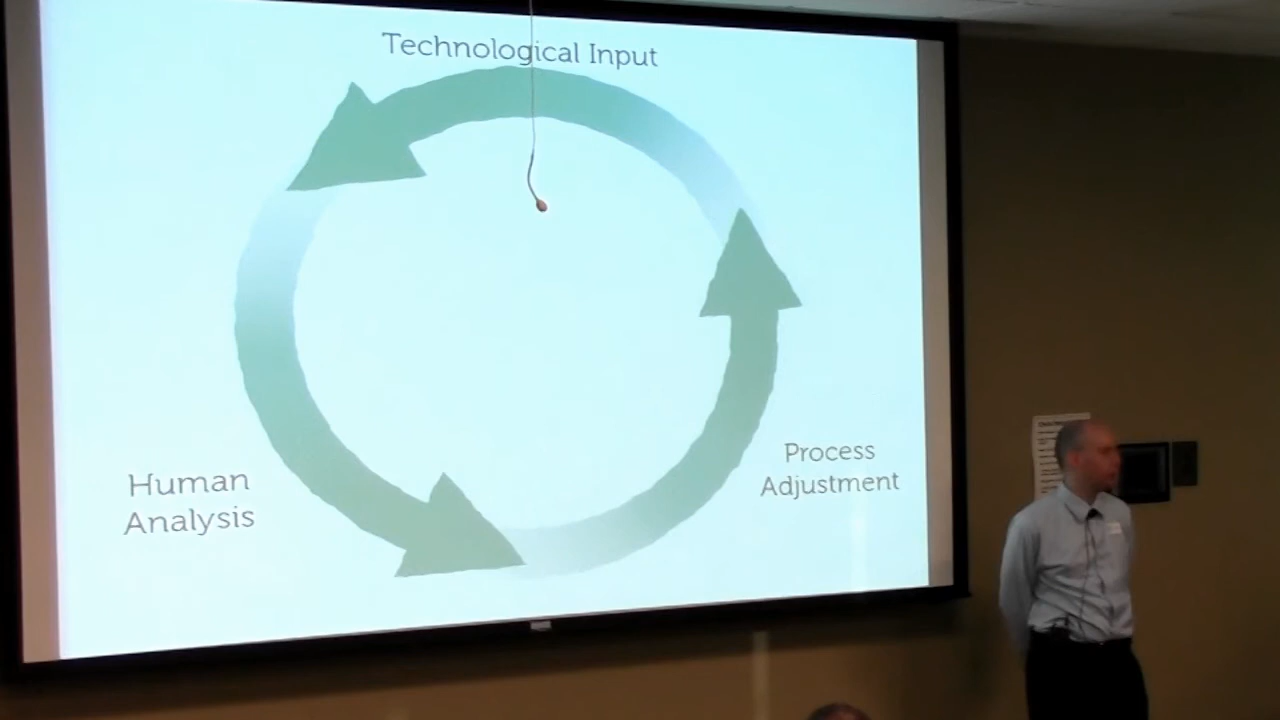 Technological Input
Human
Analysis
Process
Adjustment